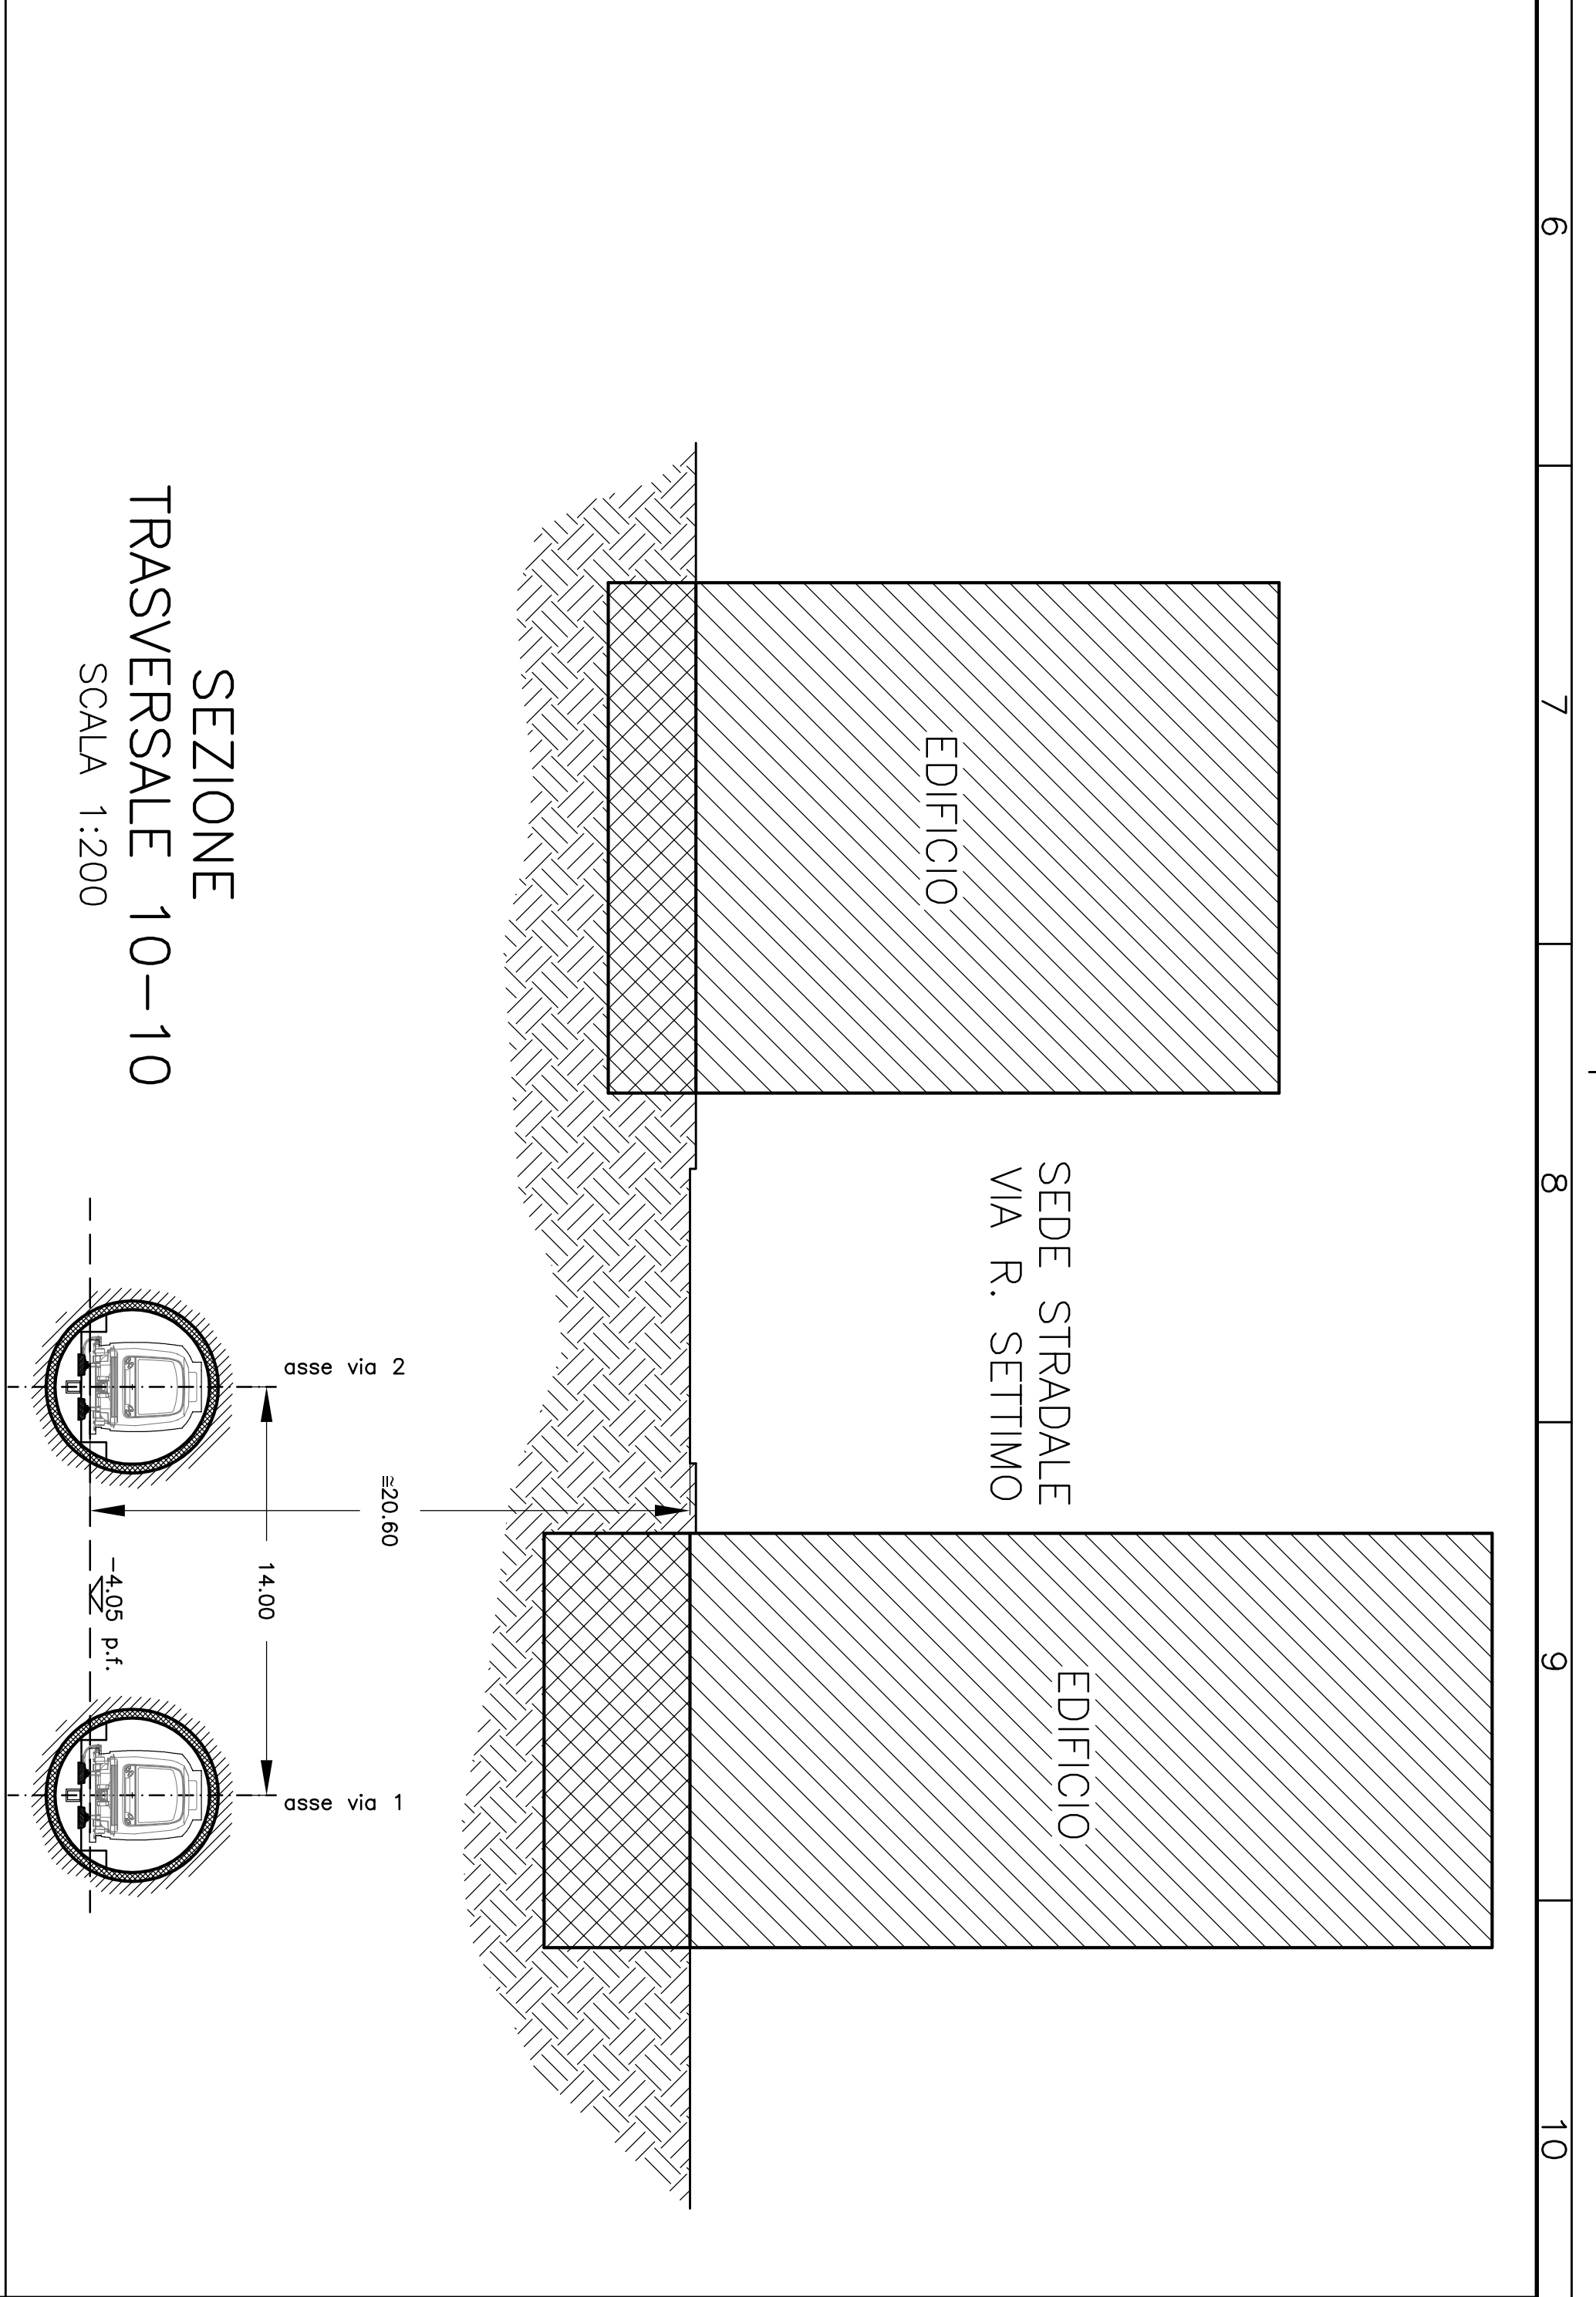 6
7
8
9
10
EDIFICIO
EDIFICIO
SEDE STRADALE
VIA R. SETTIMO
≅20.60
asse via 2
asse via 1
14.00
-4.05 p.f.
SEZIONE
TRASVERSALE 10-10
SCALA 1:200